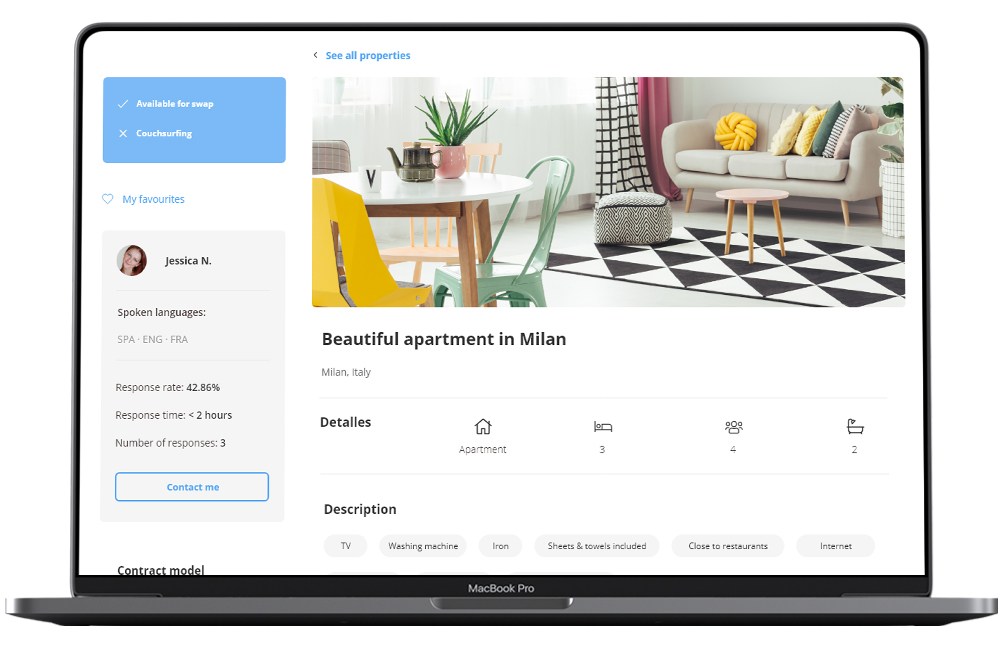 See all properties
Available for swap
Couchsurfing
My favourites
Jessica N.
Spoken languages:
SPA · ENG · FRA
Response rate: 42.86%
Response time: < 2 hours
Number of responses: 3
Contact me
Contract model
V
Beautiful apartment in Milan
Milan, Italy
Detalles
Apartment
3
4
2
Description
TV
Washing machine
Iron
Sheets & towels included
Close to restaurants
Internet
MacBook Pro